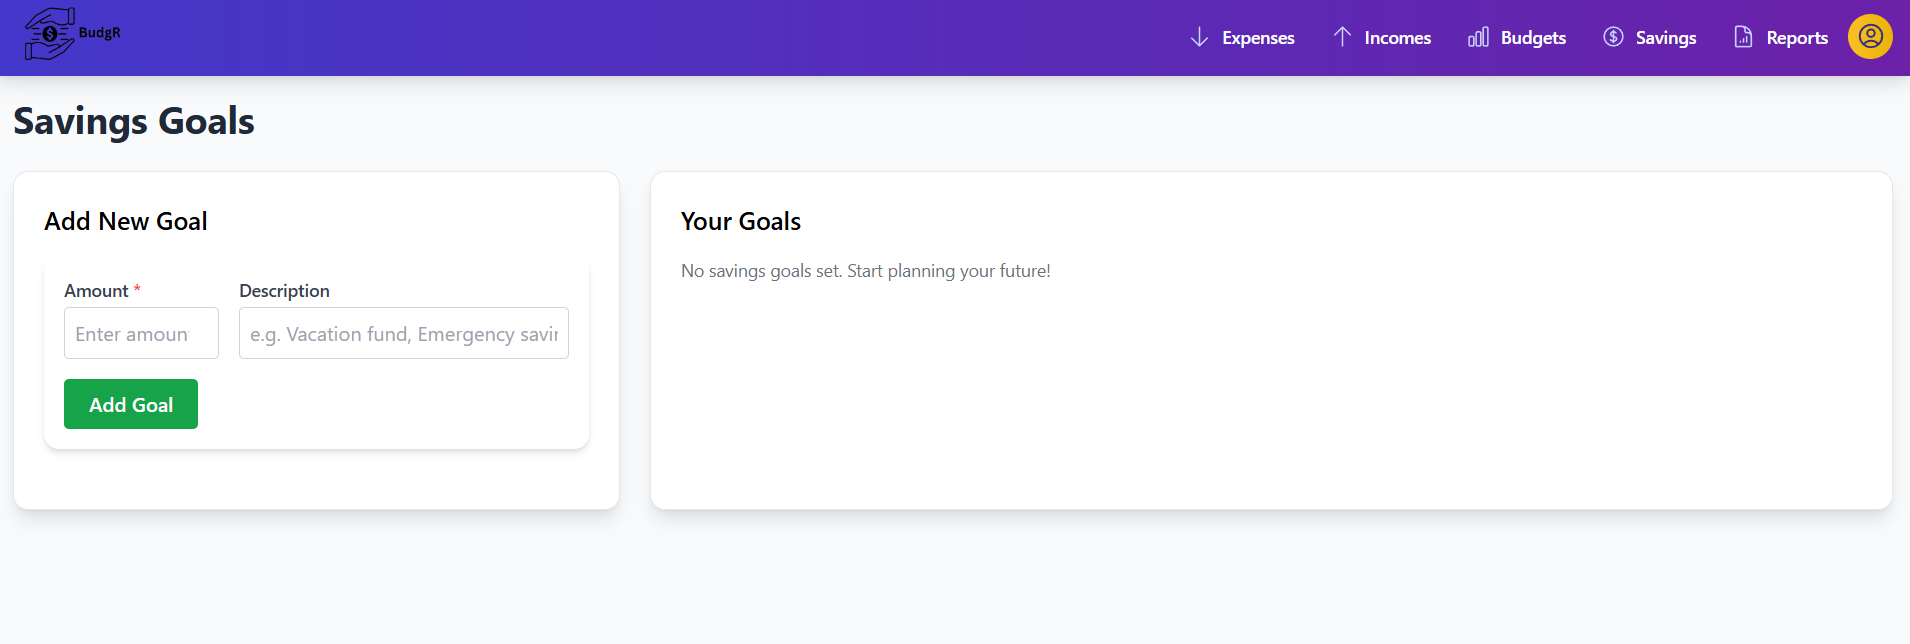 $
BudgR
Expenses
Incomes
Budgets
$
Savings
Reports
Savings Goals
Add New Goal
Amount *
Description
Enter amoun
e.g. Vacation fund, Emergency savin
Add Goal
Your Goals
No savings goals set. Start planning your future!